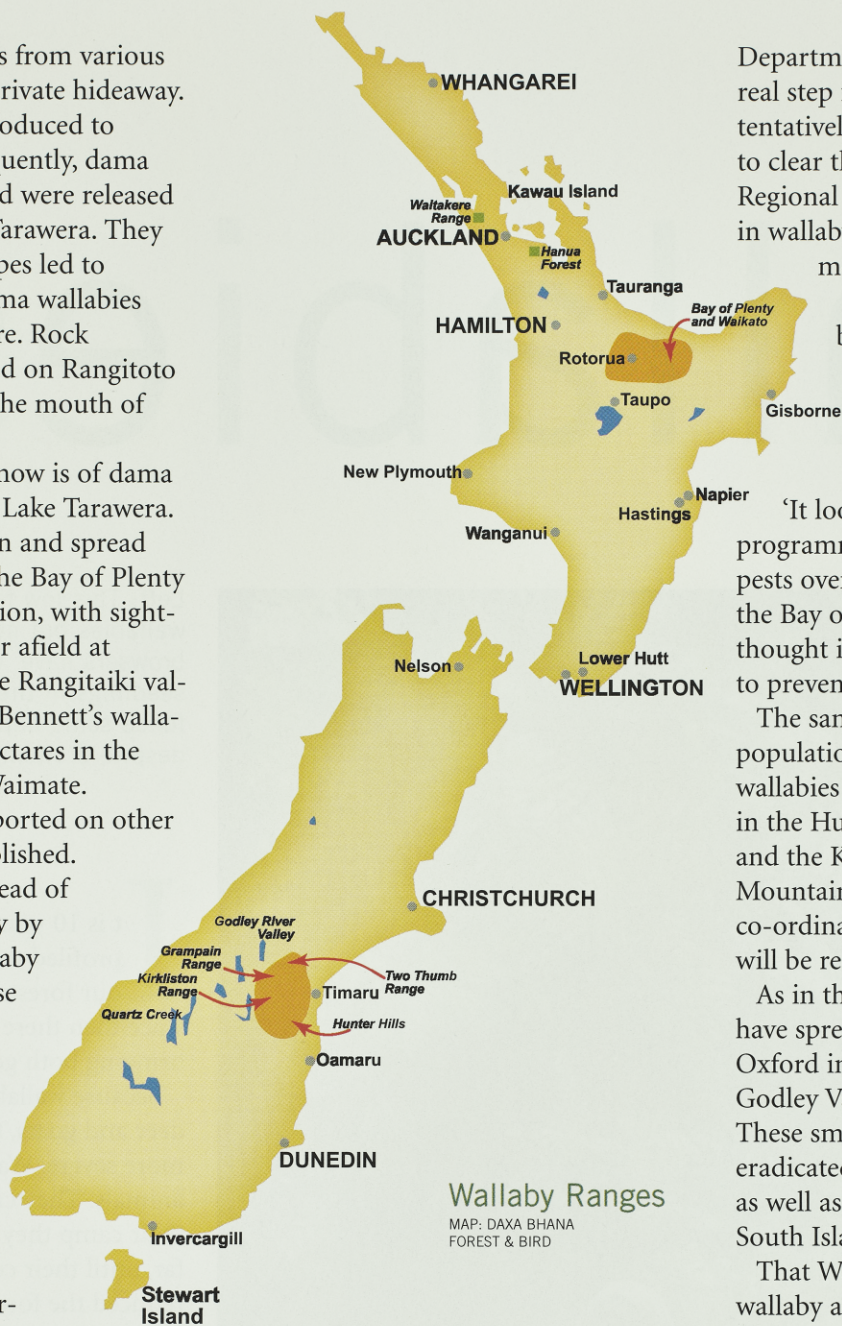 s from various
rivate hideaway.
oduced to
uently, dama
d were released
arawera. They
pes led to
ma wallabies
re. Rock
d on Rangitoto
he mouth of
now is of dama
Lake Tarawera.
n and spread
he Bay of Plenty
ion, with sight-
r afield at
e Rangitaiki val-
Bennett's walla-
ctares in the
Vaimate.
ported on other
olished.
ead of
y by
aby
se
r-
WHANGAREI
Kawau Island
Waltakere
Range
AUCKLAND
Hanua
Forest
Tauranga
Bay of Plenty
and Waikato
HAMILTON
Rotorua
Taupo
Gisborne
New Plymouth
Napier
Hastings
Wanganui
Nelson
Lower Hutt
WELLINGTON
CHRISTCHURCH
Godley River
Valley
Grampain
Range
Kirkliston
Range
Two Thumb
Range
Timaru
Quartz Creek
Hunter Hills
Oamaru
DUNEDIN
Invercargill
Stewart
Island
Wallaby Ranges
MAP: DAXA BHANA
FOREST & BIRD
Departm
real step
tentatively
to clear th
Regional
in wallab
m
b
'It loo
programm
pests over
the Bay o
thought i
to preven
The sam
population
wallabies
in the Hu
and the K
Mountain
co-ordina
will be re
As in th
have spre
Oxford in
Godley V
These sm
eradicated
as well as
South Isla
That W
wallaby a